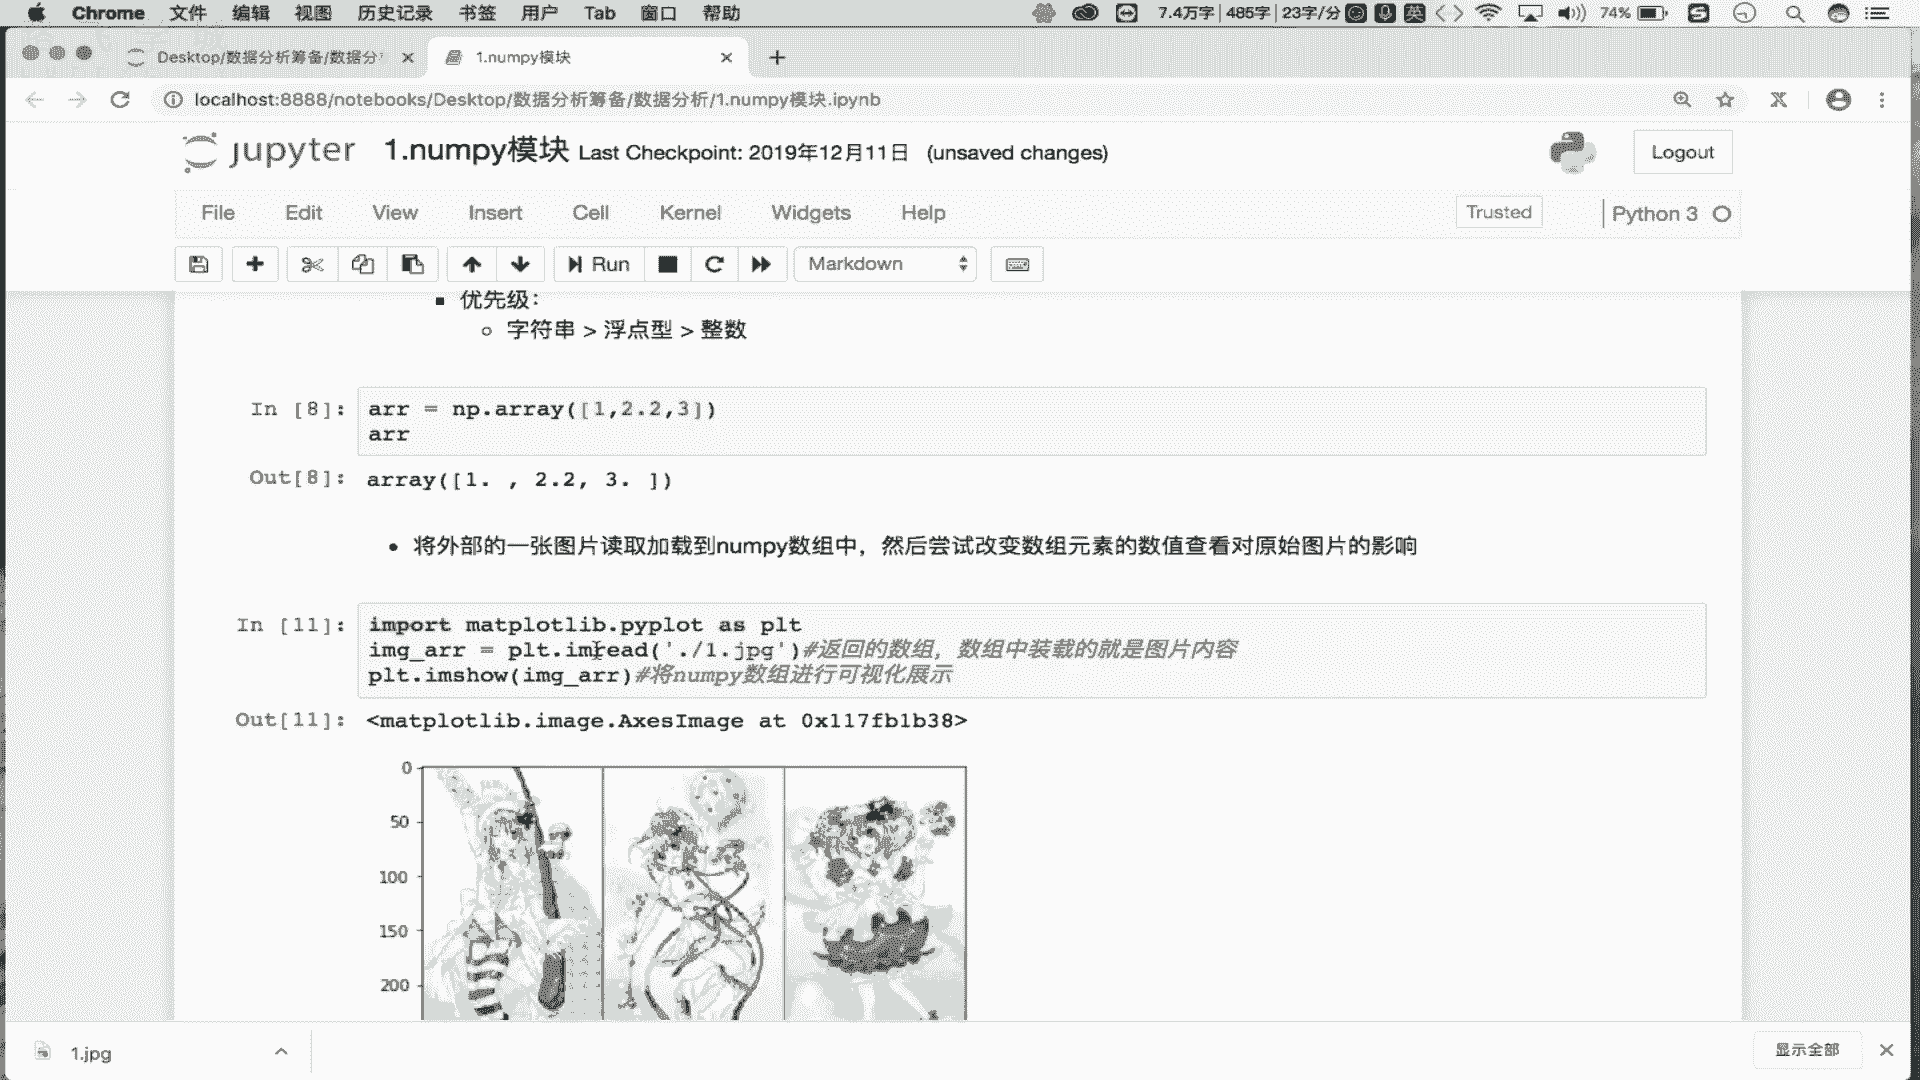 Chrome 文件 编辑 视图 历史记录 书签 用户 Tab 窗口 帮助 7.4万字 485字 23字/分 英 74%
Desktop/数据分析筹备/数据分 1.numpy模块
localhost:8888/notebooks/Desktop/数据分析筹备/数据分析/1.numpy模块.ipynb
jupyter 1.numpy模块 Last Checkpoint: 2019年12月11日 (unsaved changes) Logout
File Edit View Insert Cell Kernel Widgets Help Trusted Python 3
Run Markdown
优先级：
字符串 > 浮点型 > 整数
In [8]: arr = np.array([1,2.2,3])
arr
Out[8]: array([1. , 2.2, 3. ])
将外部的一张图片读取加载到numpy数组中，然后尝试改变数组元素的数值查看对原始图片的影响
In [11]: import matplotlib.pyplot as plt
img_arr = plt.imread('./1.jpg')#返回的数组，数组中装载的就是图片内容
plt.imshow(img_arr)#将numpy数组进行可视化展示
Out[11]: <matplotlib.image.AxesImage at 0x117fb1b38>
0
50
100
150
200
1.jpg 显示全部